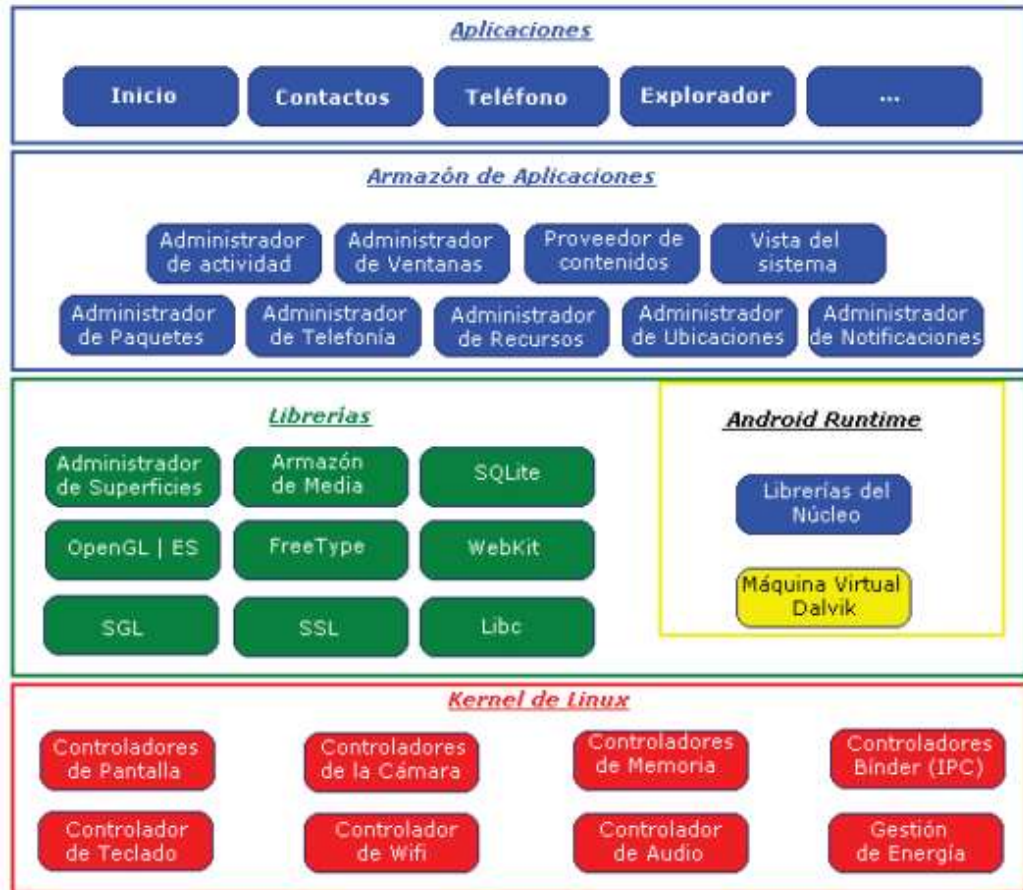 Aplicaciones
Inicio
Contactos
Teléfono
Explorador
...
Armazón de Aplicaciones
Administrador
de actividad
Administrador
de Ventanas
Proveedor de
contenidos
Vista del
sistema
Administrador
de Paquetes
Administrador
de Telefonía
Administrador
de Recursos
Administrador
de Ubicaciones
Administrador
de Notificaciones
Librerías
Administrador
de Superficies
Armazón
de Media
SQLite
OpenGL | ES
FreeType
WebKit
SGL
SSL
Libc
Android Runtime
Librerías del
Núcleo
Máquina Virtual
Dalvik
Kernel de Linux
Controladores
de Pantalla
Controladores
de la Cámara
Controladores
de Memoria
Controladores
Bínder (IPC)
Controlador
de Teclado
Controlador
de Wifi
Controlador
de Audio
Gestión
de Energía